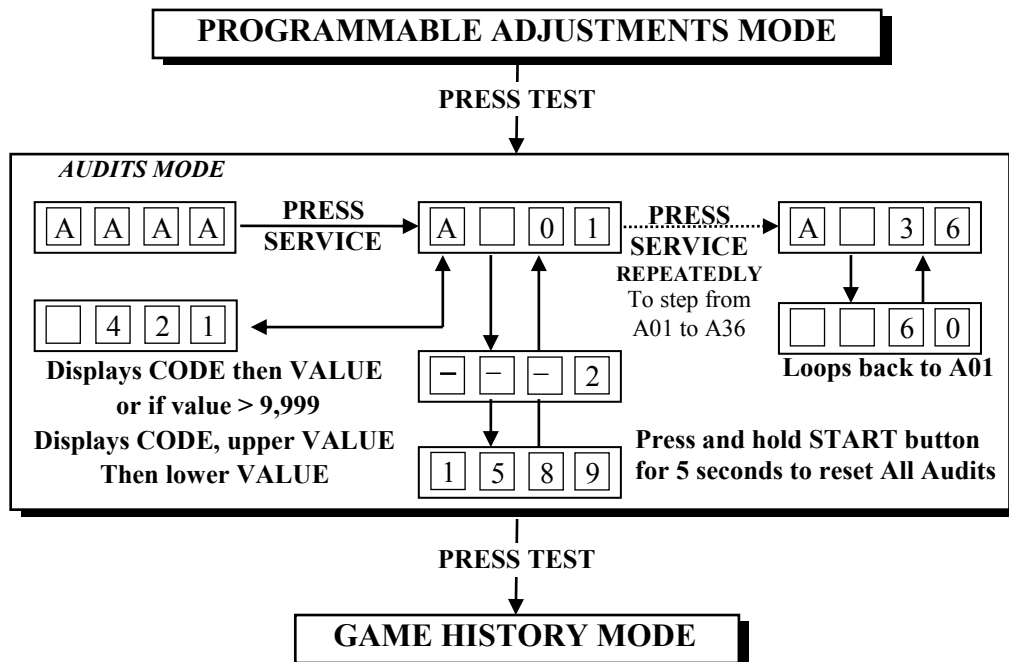 PROGRAMMABLE ADJUSTMENTS MODE
PRESS TEST
AUDITS MODE
A A A A
PRESS
SERVICE
A 0 1
PRESS
SERVICE
REPEATEDLY
To step from
A01 to A36
A 3 6
4 2 1
6 0
Displays CODE then VALUE
or if value > 9,999
Displays CODE, upper VALUE
Then lower VALUE
– – – 2
1 5 8 9
Loops back to A01
Press and hold START button
for 5 seconds to reset All Audits
PRESS TEST
GAME HISTORY MODE